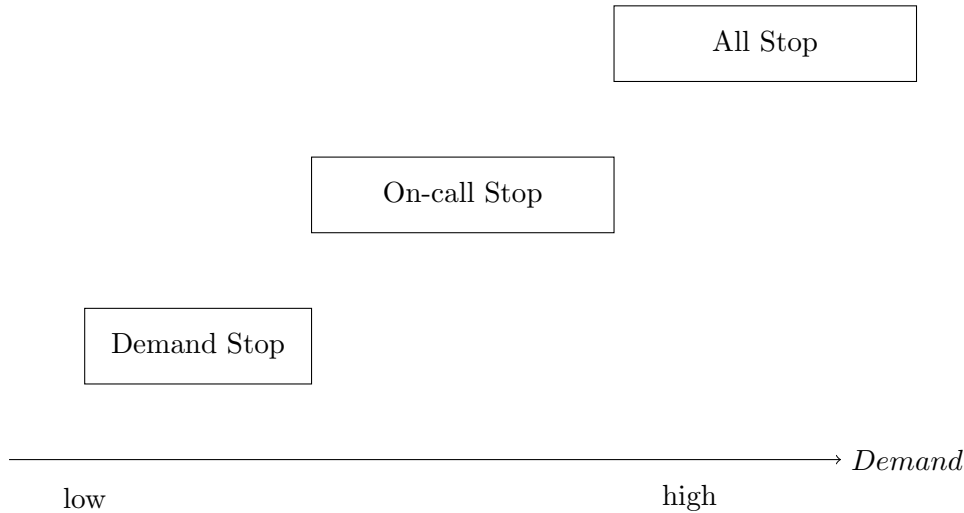 All Stop
On-call Stop
Demand Stop
Demand
low
high